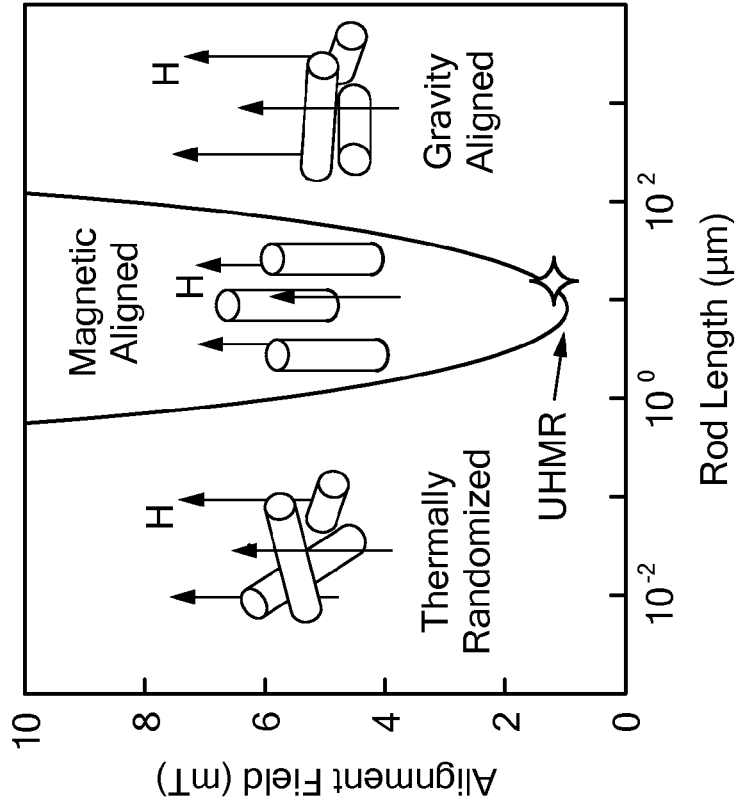 Alignment Field (mT)
10
8
6
4
2
0
Thermally
Randomized
H
Magnetic
Aligned
H
Gravity
Aligned
H
UHMR
10-2
100
102
Rod Length (µm)